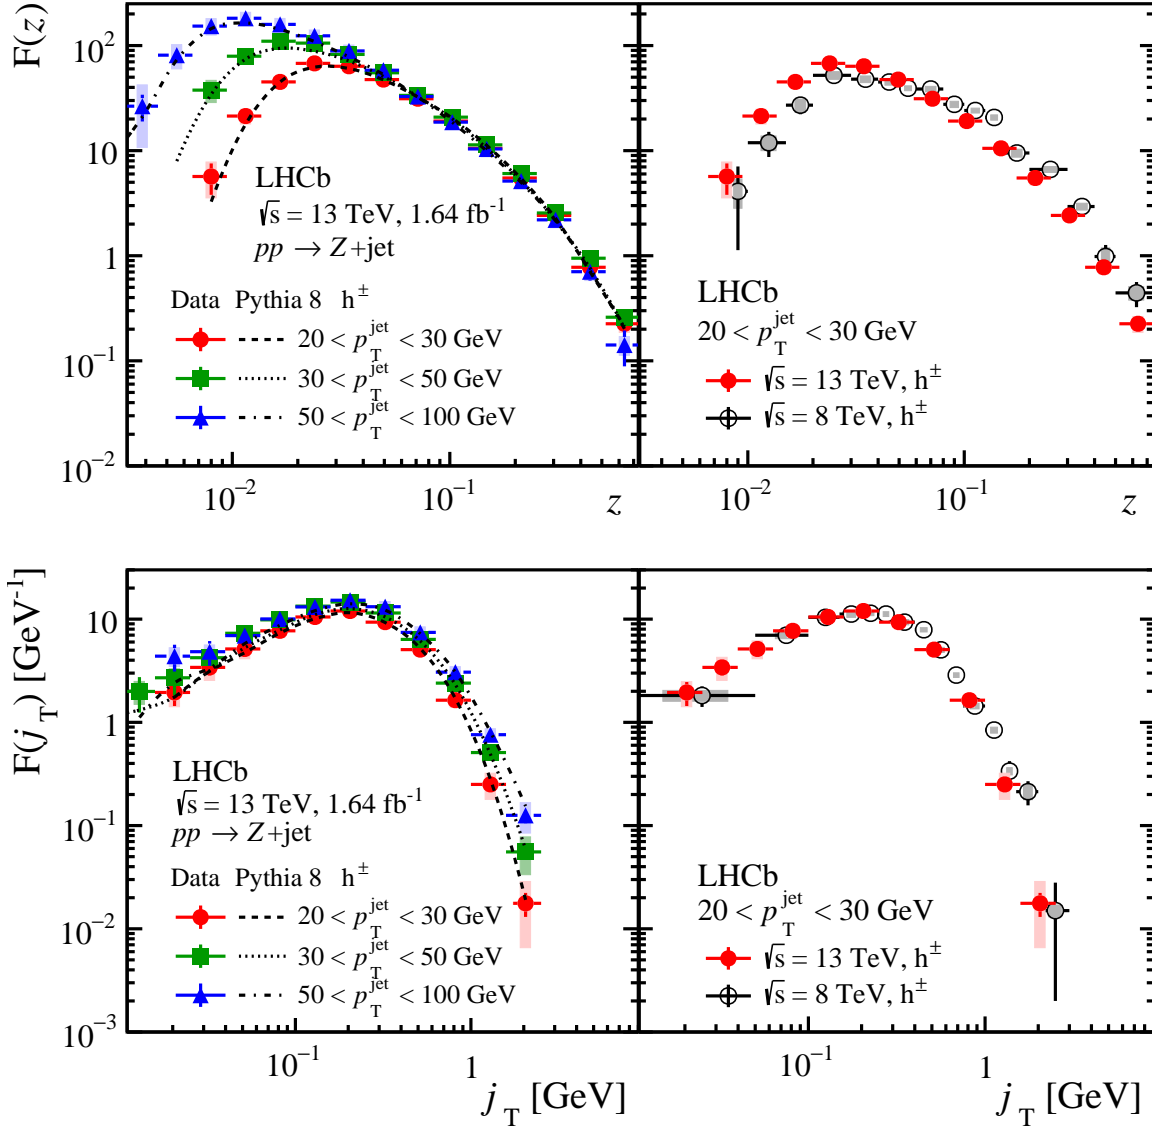 F(z)
10²
10
1
10⁻¹
10⁻²
LHCb
√s = 13 TeV, 1.64 fb⁻¹
pp → Z+jet
Data Pythia 8 h±
20 < p_T^jet < 30 GeV
30 < p_T^jet < 50 GeV
50 < p_T^jet < 100 GeV
10⁻² 10⁻¹ z
LHCb
20 < p_T^jet < 30 GeV
√s = 13 TeV, h±
√s = 8 TeV, h±
10⁻² 10⁻¹ z
F(j_T) [GeV⁻¹]
10
1
10⁻¹
10⁻²
10⁻³
LHCb
√s = 13 TeV, 1.64 fb⁻¹
pp → Z+jet
Data Pythia 8 h±
20 < p_T^jet < 30 GeV
30 < p_T^jet < 50 GeV
50 < p_T^jet < 100 GeV
10⁻¹ 1
j_T [GeV]
LHCb
20 < p_T^jet < 30 GeV
√s = 13 TeV, h±
√s = 8 TeV, h±
10⁻¹ 1
j_T [GeV]